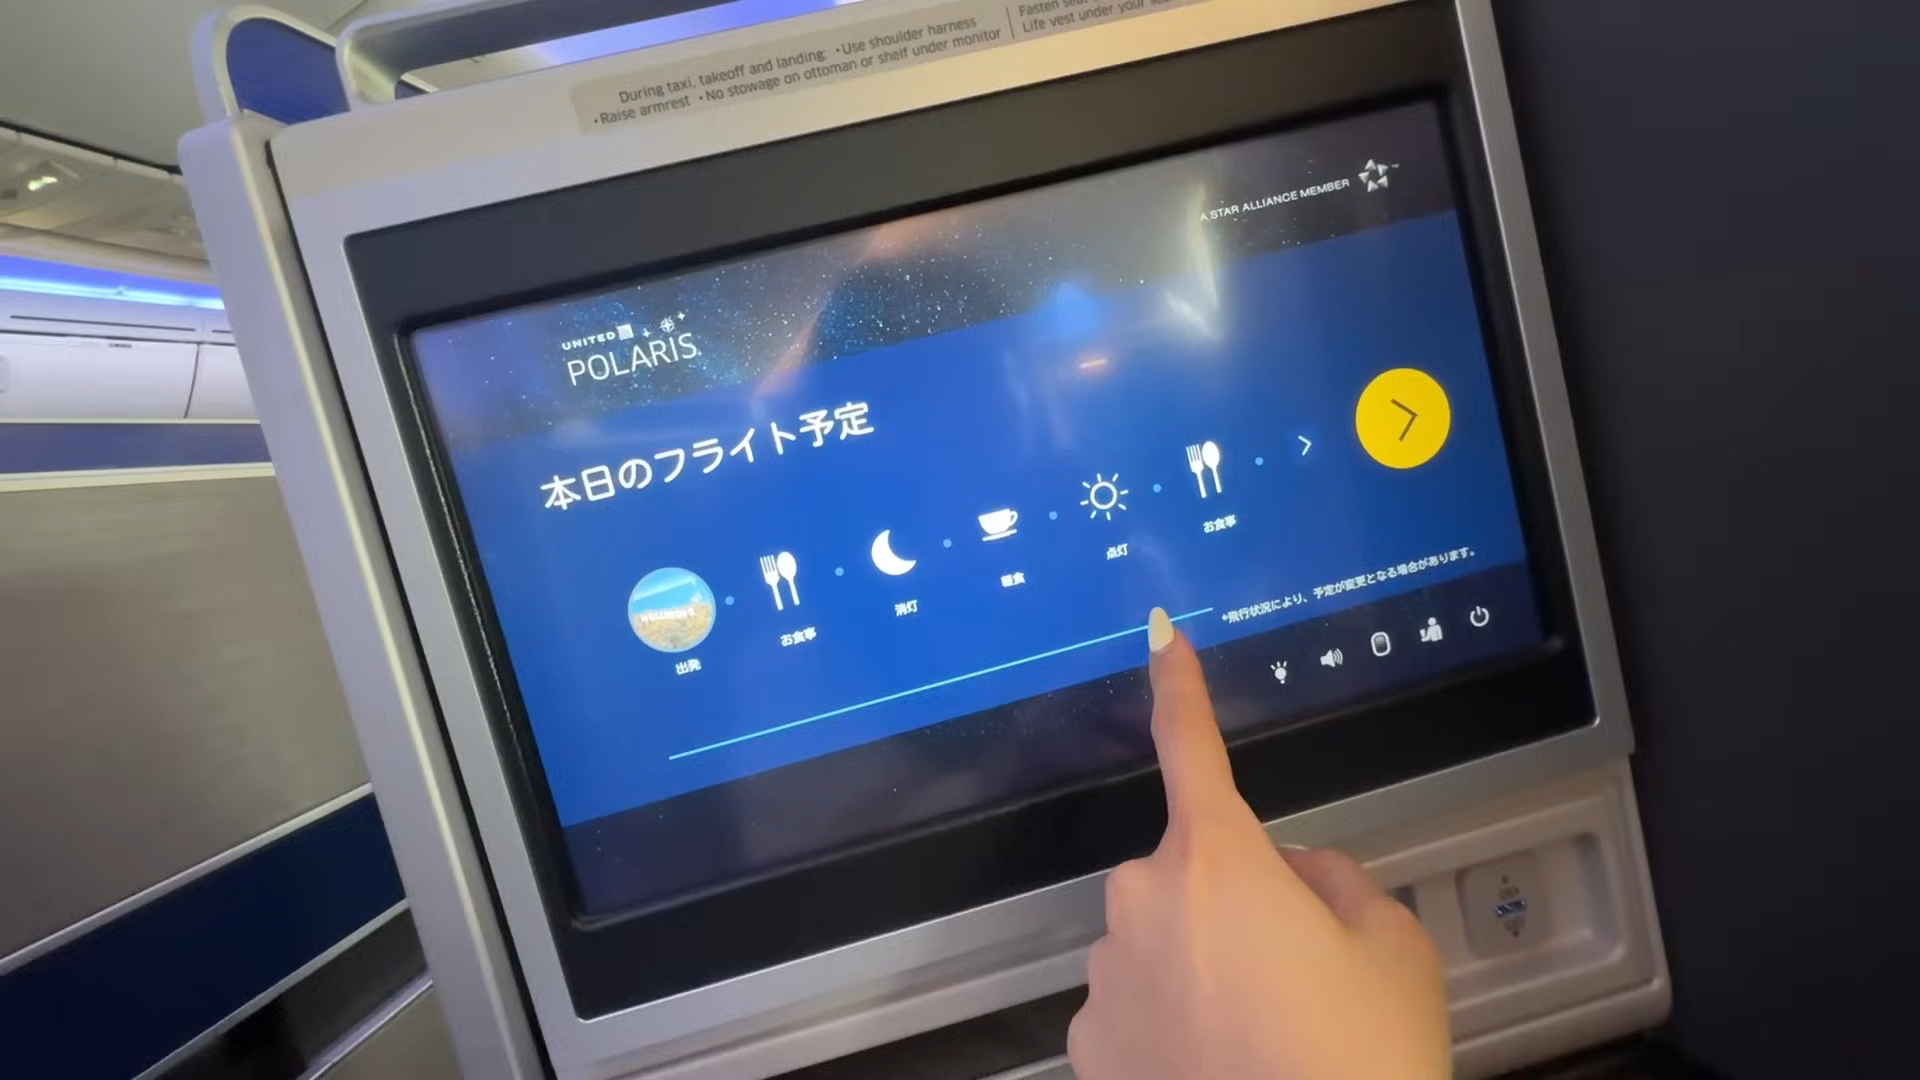 During taxi, takeoff and landing: •Use shoulder harness
•Raise armrest •No stowage on ottoman or shelf under monitor
Fasten seat
Life vest under your
A STAR ALLIANCE MEMBER
UNITED
POLARIS
本日のフライト予定
出発
お食事
消灯
軽食
点灯
お食事
*飛行状況により、予定が変更となる場合があります。